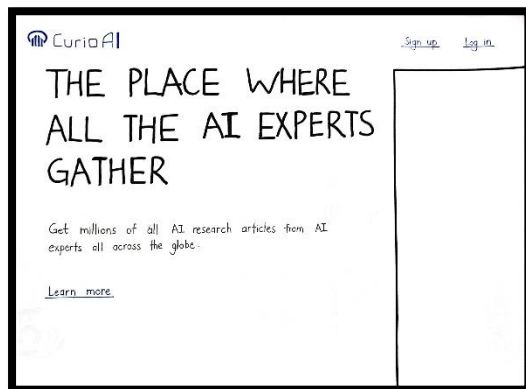 CurioAI
Sign up
Log in
THE PLACE WHERE
ALL THE AI EXPERTS
GATHER
Get millions of all AI research articles from AI
experts all across the globe.
Learn more